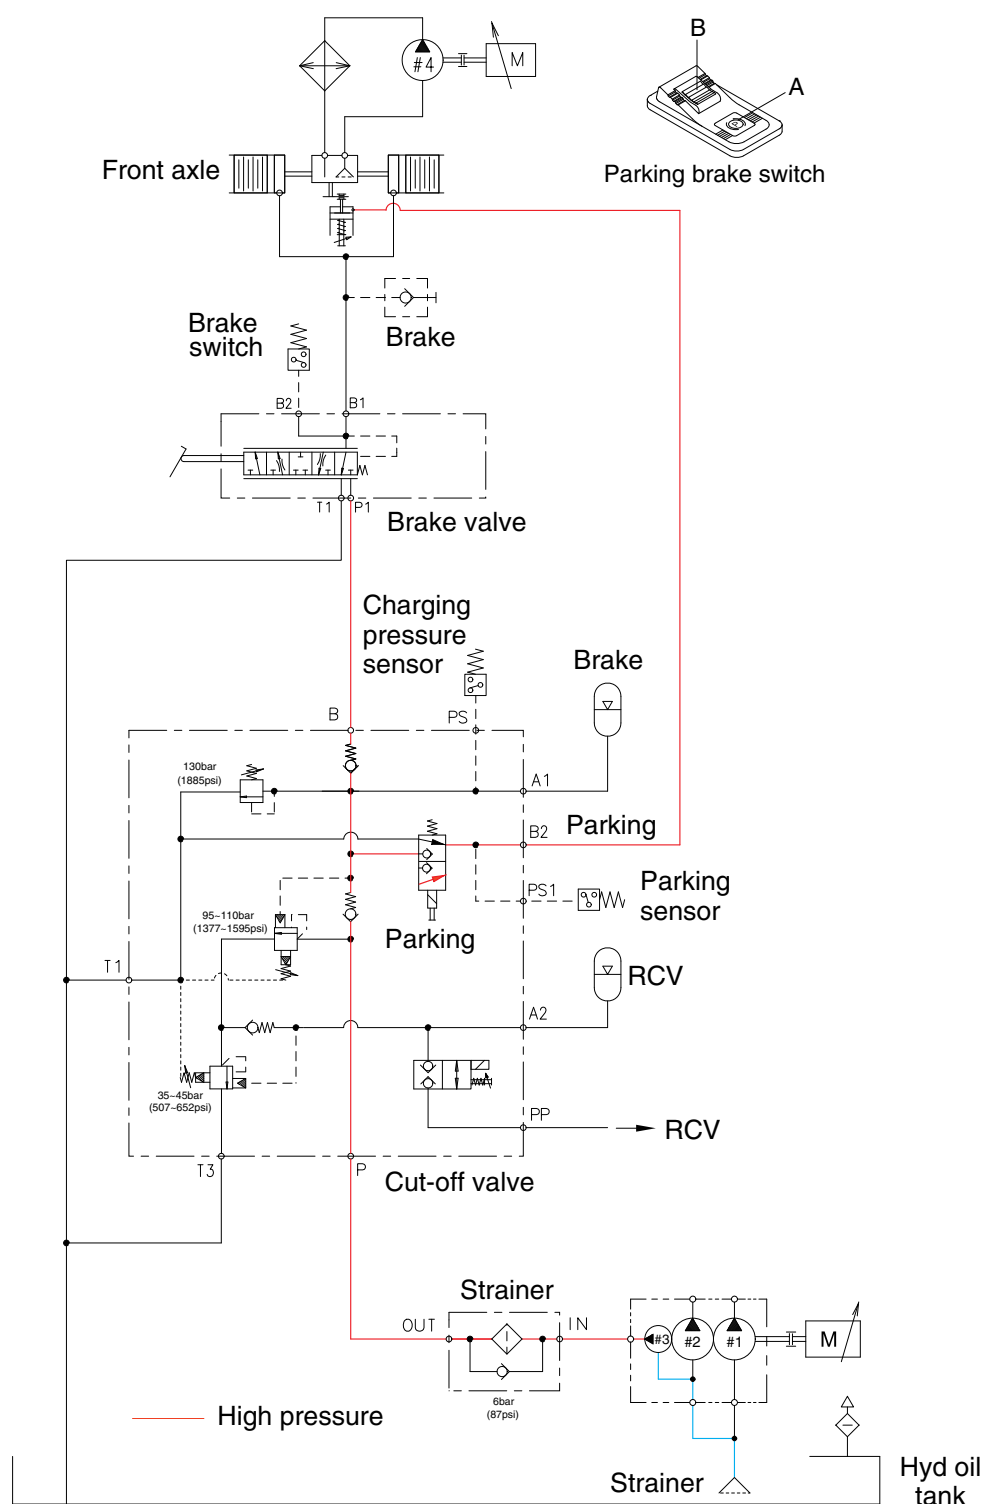 B
#4
M
A
Front axle
Parking brake switch
Brake
switch
Brake
B2
B1
T1
P1
Brake valve
Charging
pressure
sensor
Brake
B
PS
130bar
(1885psi)
A1
B2
Parking
PS1
Parking
sensor
95~110bar
(1377~1595psi)
Parking
T1
RCV
A2
35~45bar
(507~652psi)
PP
RCV
T3
P
Cut-off valve
Strainer
OUT
IN
#3
#2
#1
M
6bar
(87psi)
High pressure
Strainer
Hyd oil
tank